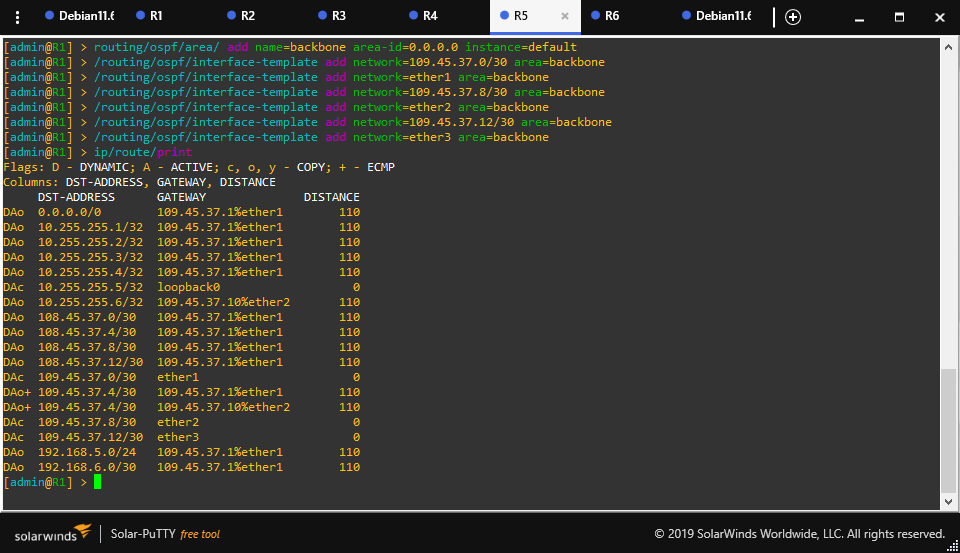 Debian11.6 R1 R2 R3 R4 R5 × R6 Debian11.6
[admin@R1] > routing/ospf/area/ add name=backbone area-id=0.0.0.0 instance=default
[admin@R1] > /routing/ospf/interface-template add network=109.45.37.0/30 area=backbone
[admin@R1] > /routing/ospf/interface-template add network=ether1 area=backbone
[admin@R1] > /routing/ospf/interface-template add network=109.45.37.8/30 area=backbone
[admin@R1] > /routing/ospf/interface-template add network=ether2 area=backbone
[admin@R1] > /routing/ospf/interface-template add network=109.45.37.12/30 area=backbone
[admin@R1] > /routing/ospf/interface-template add network=ether3 area=backbone
[admin@R1] > ip/route/print
Flags: D - DYNAMIC; A - ACTIVE; c, o, y - COPY; + - ECMP
Columns: DST-ADDRESS, GATEWAY, DISTANCE
     DST-ADDRESS      GATEWAY              DISTANCE
DAo  0.0.0.0/0        109.45.37.1%ether1        110
DAo  10.255.255.1/32  109.45.37.1%ether1        110
DAo  10.255.255.2/32  109.45.37.1%ether1        110
DAo  10.255.255.3/32  109.45.37.1%ether1        110
DAo  10.255.255.4/32  109.45.37.1%ether1        110
DAc  10.255.255.5/32  loopback0                   0
DAo  10.255.255.6/32  109.45.37.10%ether2       110
DAo  108.45.37.0/30   109.45.37.1%ether1        110
DAo  108.45.37.4/30   109.45.37.1%ether1        110
DAo  108.45.37.8/30   109.45.37.1%ether1        110
DAo  108.45.37.12/30  109.45.37.1%ether1        110
DAc  109.45.37.0/30   ether1                      0
DAo+ 109.45.37.4/30   109.45.37.1%ether1        110
DAo+ 109.45.37.4/30   109.45.37.10%ether2       110
DAc  109.45.37.8/30   ether2                      0
DAc  109.45.37.12/30  ether3                      0
DAo  192.168.5.0/24   109.45.37.1%ether1        110
DAo  192.168.6.0/30   109.45.37.1%ether1        110
[admin@R1] >
solarwinds | Solar-PuTTY free tool © 2019 SolarWinds Worldwide, LLC. All rights reserved.